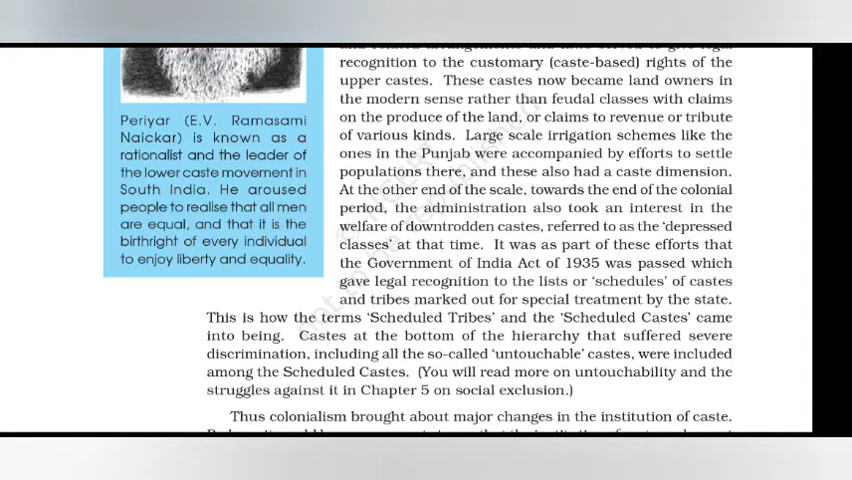 recognition to the customary (caste-based) rights of the
upper castes. These castes now became land owners in
the modern sense rather than feudal classes with claims
on the produce of the land, or claims to revenue or tribute
of various kinds. Large scale irrigation schemes like the
ones in the Punjab were accompanied by efforts to settle
populations there, and these also had a caste dimension.
At the other end of the scale, towards the end of the colonial
period, the administration also took an interest in the
welfare of downtrodden castes, referred to as the ‘depressed
classes’ at that time. It was as part of these efforts that
the Government of India Act of 1935 was passed which
gave legal recognition to the lists or ‘schedules’ of castes
and tribes marked out for special treatment by the state.
This is how the terms ‘Scheduled Tribes’ and the ‘Scheduled Castes’ came
into being. Castes at the bottom of the hierarchy that suffered severe
discrimination, including all the so-called ‘untouchable’ castes, were included
among the Scheduled Castes. (You will read more on untouchability and the
struggles against it in Chapter 5 on social exclusion.)
Thus colonialism brought about major changes in the institution of caste.
Periyar (E.V. Ramasami
Naickar) is known as a
rationalist and the leader of
the lower caste movement in
South India. He aroused
people to realise that all men
are equal, and that it is the
birthright of every individual
to enjoy liberty and equality.
not to be republished